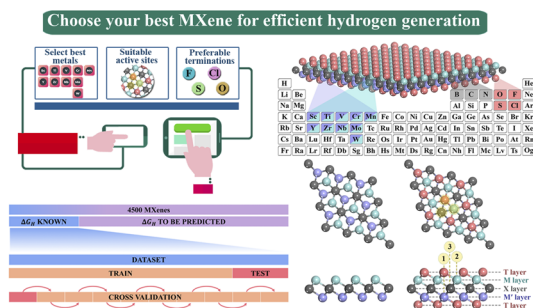 Choose your best MXene for efficient hydrogen generation
Select best
metals
Suitable
active sites
Preferable
terminations
F
Cl
S
O
H
He
Li Be
B C N O F Ne
Na Mg
Al Si P S Cl Ar
K Ca Sc Ti V Cr Mn Fe Co Ni Cu Zn Ga Ge As Se Br Kr
Rb Sr Y Zr Nb Mo Tc Ru Rh Pd Ag Cd In Sn Sb Te I Xe
Cs Ba Lu Hf Ta W Re Os Ir Pt Au Hg Tl Pb Bi Po At Ra
Fr Ra Lr Rf Db Sg Bh Hs Mt Ds Rg Cn Nh Fl Mc Lv Ts Og
4500 MXenes
ΔG_H KNOWN
ΔG_H TO BE PREDICTED
DATASET
TRAIN
TEST
CROSS VALIDATION
3
1
2
T layer
M layer
X layer
M' layer
T layer